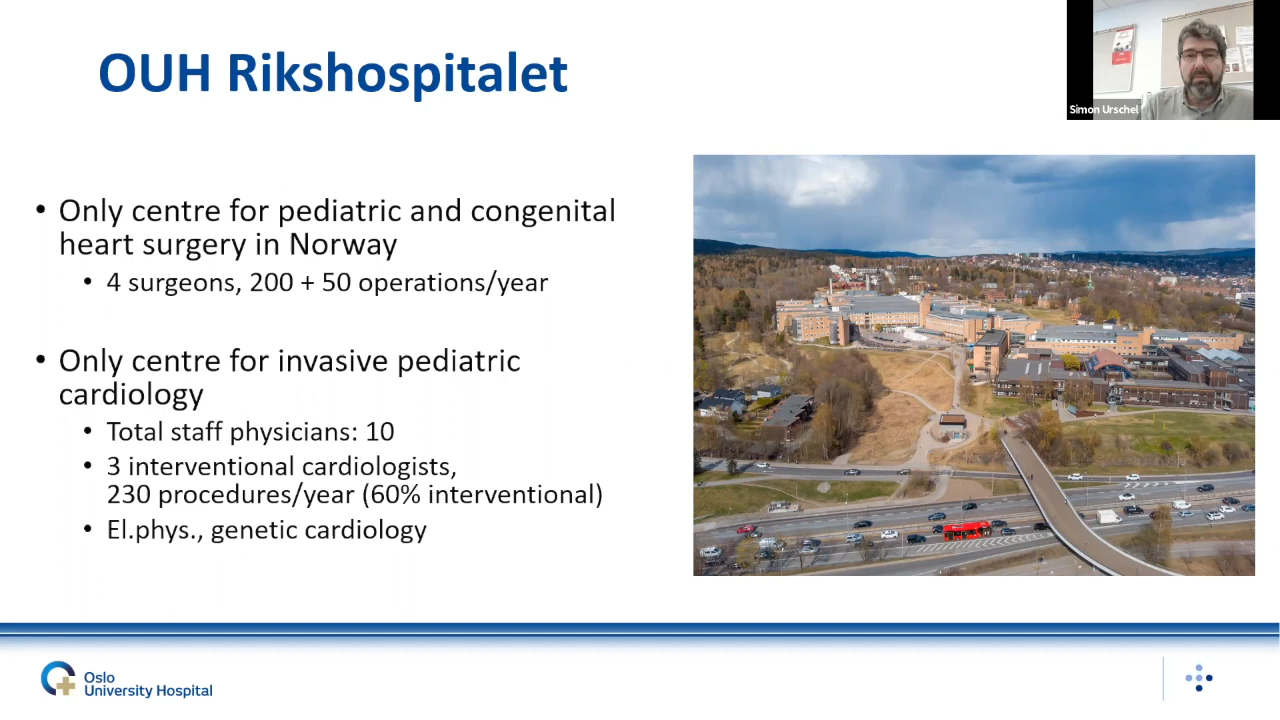 OUH Rikshospitalet
Simon Urschel
• Only centre for pediatric and congenital
heart surgery in Norway
• 4 surgeons, 200 + 50 operations/year
• Only centre for invasive pediatric
cardiology
• Total staff physicians: 10
• 3 interventional cardiologists,
230 procedures/year (60% interventional)
• El.phys., genetic cardiology
Oslo
University Hospital